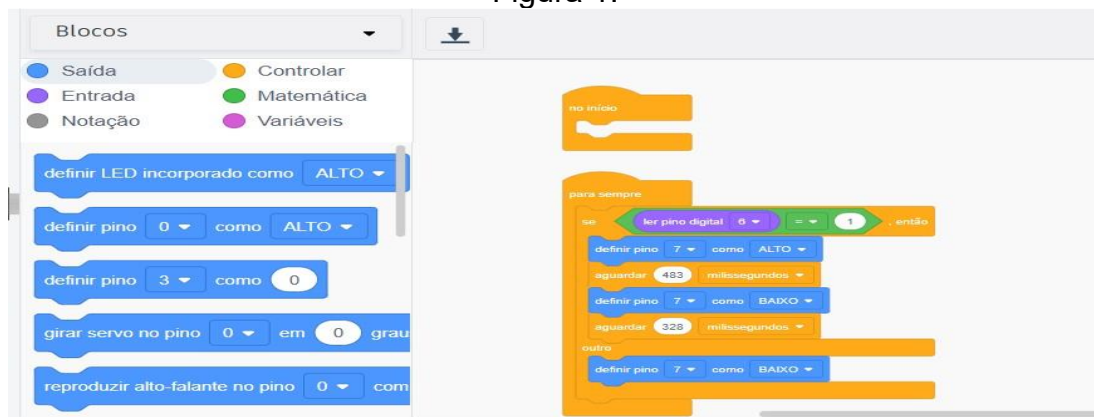 Figura 1.
Blocos
Saída
Controlar
Entrada
Matemática
Notação
Variáveis
definir LED incorporado como ALTO
definir pino 0 como ALTO
definir pino 3 como 0
girar servo no pino 0 em 0 grau
reproduzir alto-falante no pino 0 com
no início
para sempre
se ler pino digital 6 = 1 , então
definir pino 7 como ALTO
aguardar 483 milissegundos
definir pino 7 como BAIXO
aguardar 328 milissegundos
outro
definir pino 7 como BAIXO